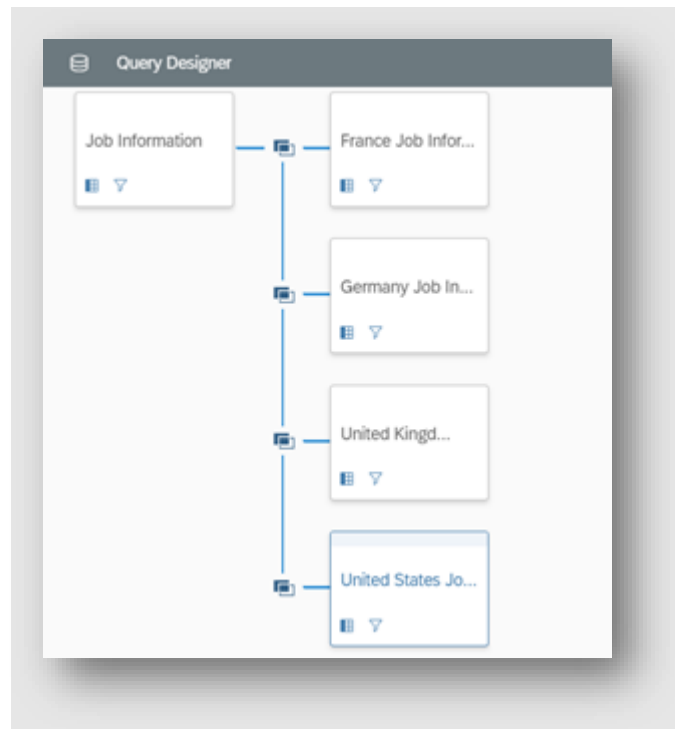 Query Designer
Job Information
France Job Infor...
Germany Job In...
United Kingd...
United States Jo...